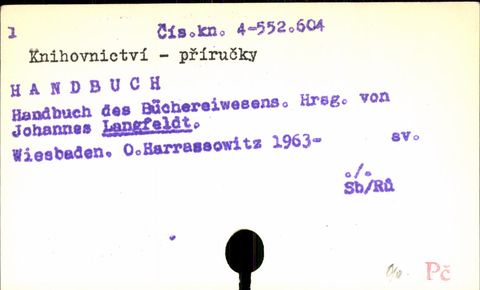 1 Čís.kn. 4-552.604
Knihovnictví - příručky
HANDBUCH
Handbuch des Büchereiwesens. Hrsg. von
Johannes Langfeldt.
Wiesbaden. O.Harrassowitz 1963- sv.
./.
Sb/Rů
Pč